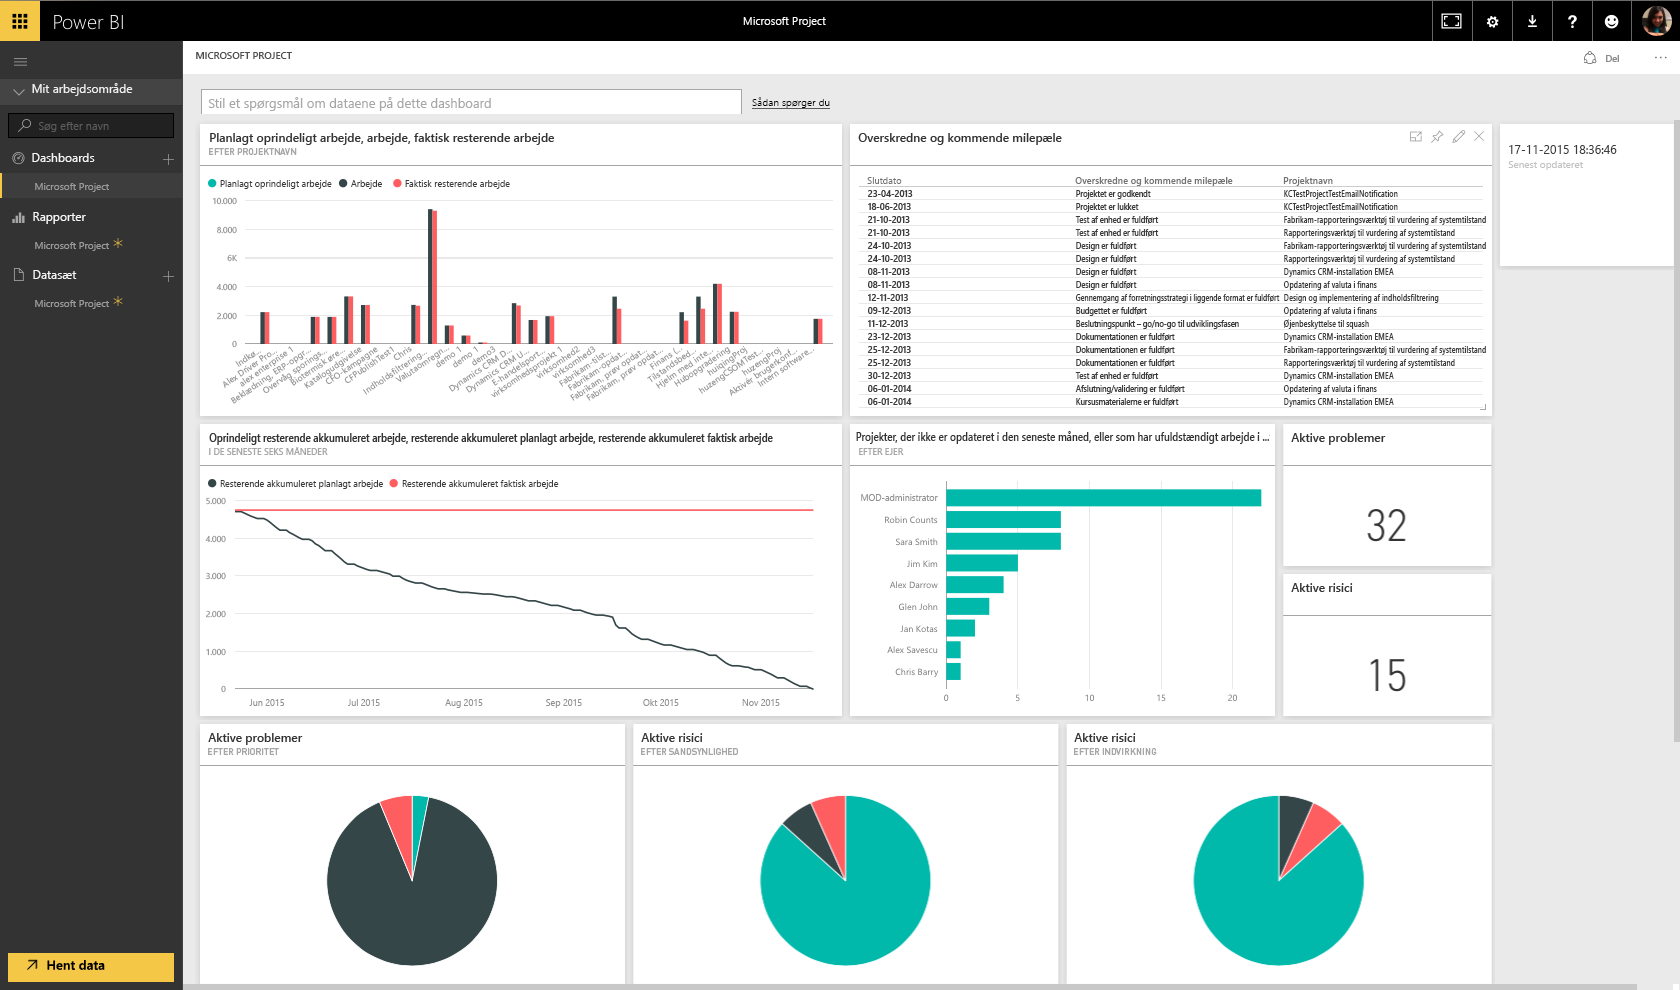 Power BI
Microsoft Project
?
MICROSOFT PROJECT
Del
Mit arbejdsområde
Søg efter navn
Dashboards
Microsoft Project
Rapporter
Microsoft Project
Datasæt
Microsoft Project
Hent data
Stil et spørgsmål om dataene på dette dashboard
Sådan spørger du
Planlagt oprindeligt arbejde, arbejde, faktisk resterende arbejde
EFTER PROJEKTNAVN
Planlagt oprindeligt arbejde Arbejde Faktisk resterende arbejde
10.000
8.000
6K
4.000
2.000
0
Indkø...
Alex Driver Pro...
alex enterprise 1
Beklædning, ERP-opgr...
Overvåg sporings...
Biotermisk ere...
Kataloguogivelse
CFO-kampagne
CFPublishTest1
Chris
Indholdsfiltrering...
Valutaomregn...
demo 1...
demo 1
demo3
Dynamics CRM D...
Dynamics CRM U...
E-handelsport...
virksomhedsprojekt 1
virksomhed2
virksomhed3
Fabrikam-tilst...
Fabrikam-opdat...
Fabrikam, prøv opdat...
Fabrikam, prøv opdat...
Finans I...
Tilstandsbed...
Hjelm med inte...
Hubopgradering
huiqingProj
huzengCSOMTest...
huzengProj
Aktiver brugerkonf...
Intern software...
Overskredne og kommende milepæle
Slutdato Overskredne og kommende milepæle Projektnavn
23-04-2013 Projektet er godkendt KCTestProjectTestEmailNotification
18-06-2013 Projektet er lukket KCTestProjectTestEmailNotification
21-10-2013 Test af enhed er fuldført Fabrikam-rapporteringsværktøj til vurdering af systemtilstand
21-10-2013 Test af enhed er fuldført Rapporteringsværktøj til vurdering af systemtilstand
24-10-2013 Design er fuldført Fabrikam-rapporteringsværktøj til vurdering af systemtilstand
24-10-2013 Design er fuldført Rapporteringsværktøj til vurdering af systemtilstand
08-11-2013 Design er fuldført Dynamics CRM-installation EMEA
08-11-2013 Design er fuldført Opdatering af valuta i finans
12-11-2013 Gennemgang af forretningsstrategi i liggende format er fuldført Design og implementering af indholdsfiltrering
09-12-2013 Budgettet er fuldført Opdatering af valuta i finans
11-12-2013 Beslutningspunkt – go/no-go til udviklingsfasen Øjenbeskyttelse til squash
23-12-2013 Dokumentationen er fuldført Dynamics CRM-installation EMEA
25-12-2013 Dokumentationen er fuldført Fabrikam-rapporteringsværktøj til vurdering af systemtilstand
25-12-2013 Dokumentationen er fuldført Rapporteringsværktøj til vurdering af systemtilstand
30-12-2013 Test af enhed er fuldført Dynamics CRM-installation EMEA
06-01-2014 Afslutning/validering er fuldført Opdatering af valuta i finans
06-01-2014 Kursusmaterialerne er fuldført Dynamics CRM-installation EMEA
17-11-2015 18:36:46
Senest opdateret
Oprindeligt resterende akkumuleret arbejde, resterende akkumuleret planlagt arbejde, resterende akkumuleret faktisk arbejde
I DE SENESTE SEKS MÅNEDER
Resterende akkumuleret planlagt arbejde Resterende akkumuleret faktisk arbejde
5.000
4.000
3.000
2.000
1.000
0
Jun 2015 Jul 2015 Aug 2015 Sep 2015 Okt 2015 Nov 2015
Projekter, der ikke er opdateret i den seneste måned, eller som har ufuldstændigt arbejde i ...
EFTER EJER
MOD-administrator
Robin Counts
Sara Smith
Jim Kim
Alex Darrow
Glen John
Jan Kotas
Alex Savescu
Chris Barry
0 5 10 15 20
Aktive problemer
32
Aktive risici
15
Aktive problemer
EFTER PRIORITET
Aktive risici
EFTER SANDSYNLIGHED
Aktive risici
EFTER INDVIRKNING